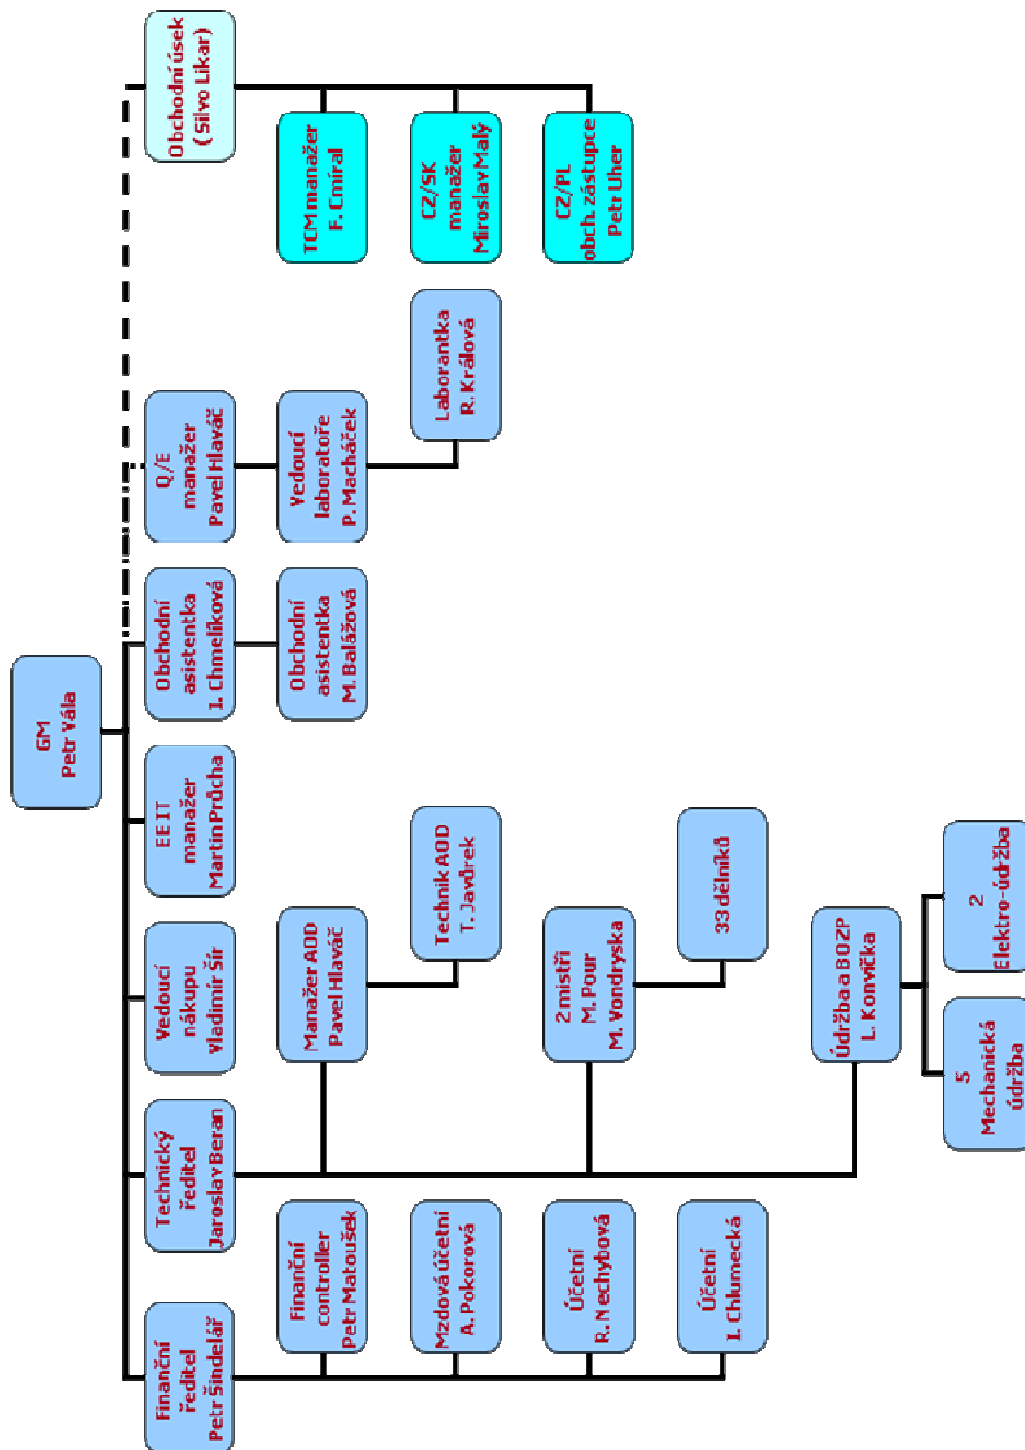 GM
Petr Vála
Finanční
ředitel
Petr Šindelář
Technický
ředitel
Jaroslav Beran
Vedoucí
nákupu
Vladimír Šír
EEIT
manažer
Martin Průcha
Obchodní
asistentka
I. Chmelíková
Q/E
manažer
Pavel Hlaváč
Obchodní úsek
( Silvo Likar)
Finanční
controller
Petr Matoušek
Manažer AOD
Pavel Hlaváč
Obchodní
asistentka
M. Balážová
Vedoucí
laboratoře
P. Macháček
TCM manažer
F. Cmíral
Mzdová účetní
A. Pokorová
Technik AOD
T. Javůrek
Laborantka
R. Králová
CZ/SK
manažer
Miroslav Malý
Účetní
R. Nechybová
2 mistři
M. Pour
M. Vondryska
CZ/PL
obch. zástupce
Petr Uher
Účetní
I. Chlumecká
33 dělníků
Údržba a BOZP
L. Konvička
5
Mechanická
údržba
2
Elektro-údržba